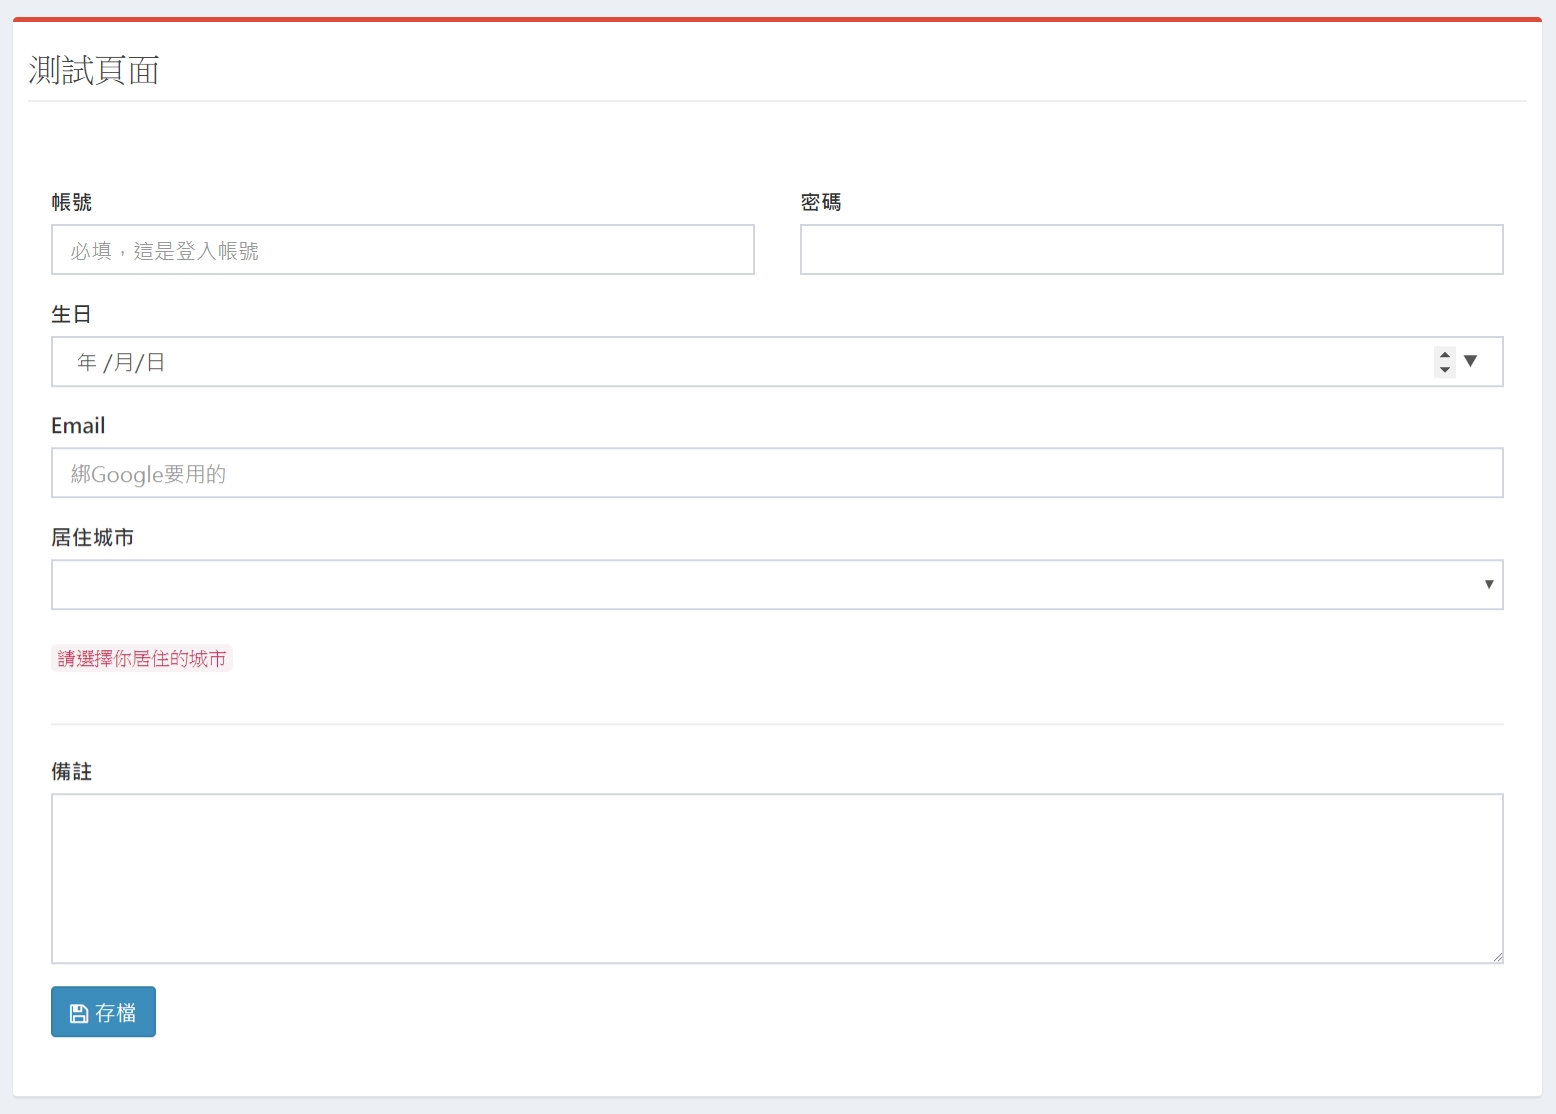 測試頁面
帳號
密碼
必填，這是登入帳號
生日
年 /月/日
Email
綁Google要用的
居住城市
請選擇你居住的城市
備註
存檔